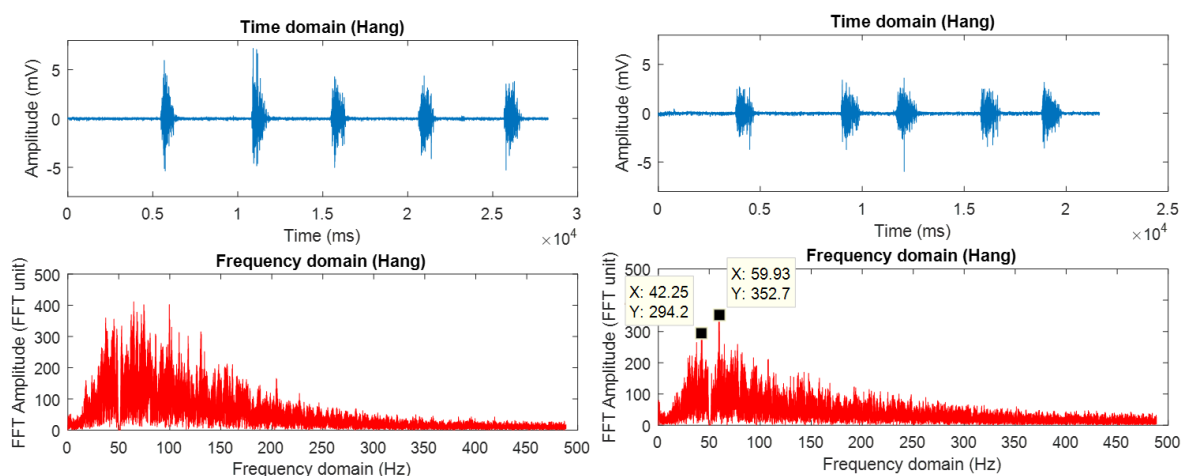 Time domain (Hang)
Amplitude (mV)
5
0
-5
0 0.5 1 1.5 2 2.5 3
Time (ms)
×10⁴
Frequency domain (Hang)
FFT Amplitude (FFT unit)
500
400
300
200
100
0
0 50 100 150 200 250 300 350 400 450 500
Frequency domain (Hz)
Time domain (Hang)
Amplitude (mV)
5
0
-5
0 0.5 1 1.5 2 2.5
Time (ms)
×10⁴
Frequency domain (Hang)
FFT Amplitude (FFT unit)
500
400
300
200
100
0
X: 42.25
Y: 294.2
X: 59.93
Y: 352.7
0 50 100 150 200 250 300 350 400 450 500
Frequency domain (Hz)